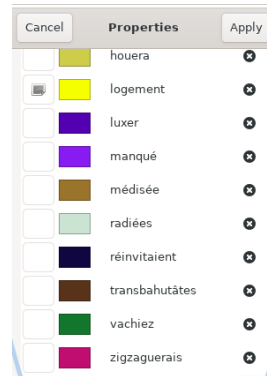 Cancel Properties Apply
houera
logement
luxer
manqué
médisée
radiées
réinvitaient
transbahutâtes
vachiez
zigzaguerais